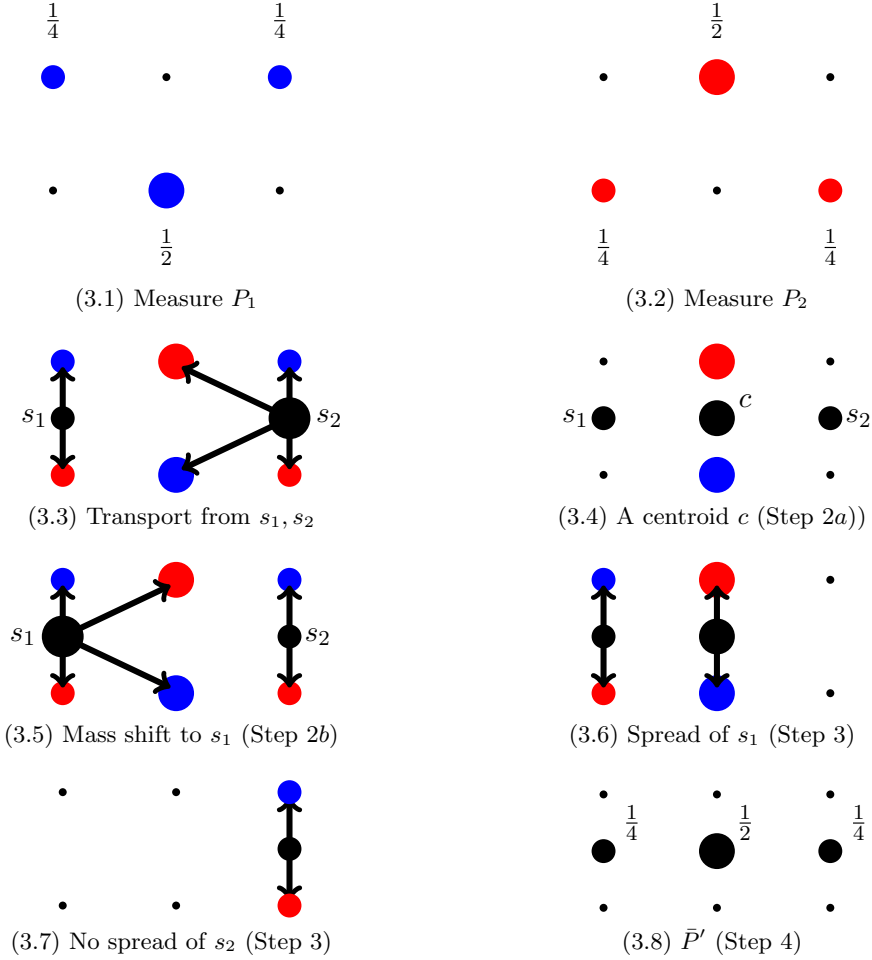 1/4 1/4
1/2
(3.1) Measure P₁
1/2
1/4 1/4
(3.2) Measure P₂
s₁ s₂
(3.3) Transport from s₁, s₂
s₁ c s₂
(3.4) A centroid c (Step 2a))
s₁ s₂
(3.5) Mass shift to s₁ (Step 2b)
(3.6) Spread of s₁ (Step 3)
(3.7) No spread of s₂ (Step 3)
1/4 1/2 1/4
(3.8) P̄′ (Step 4)